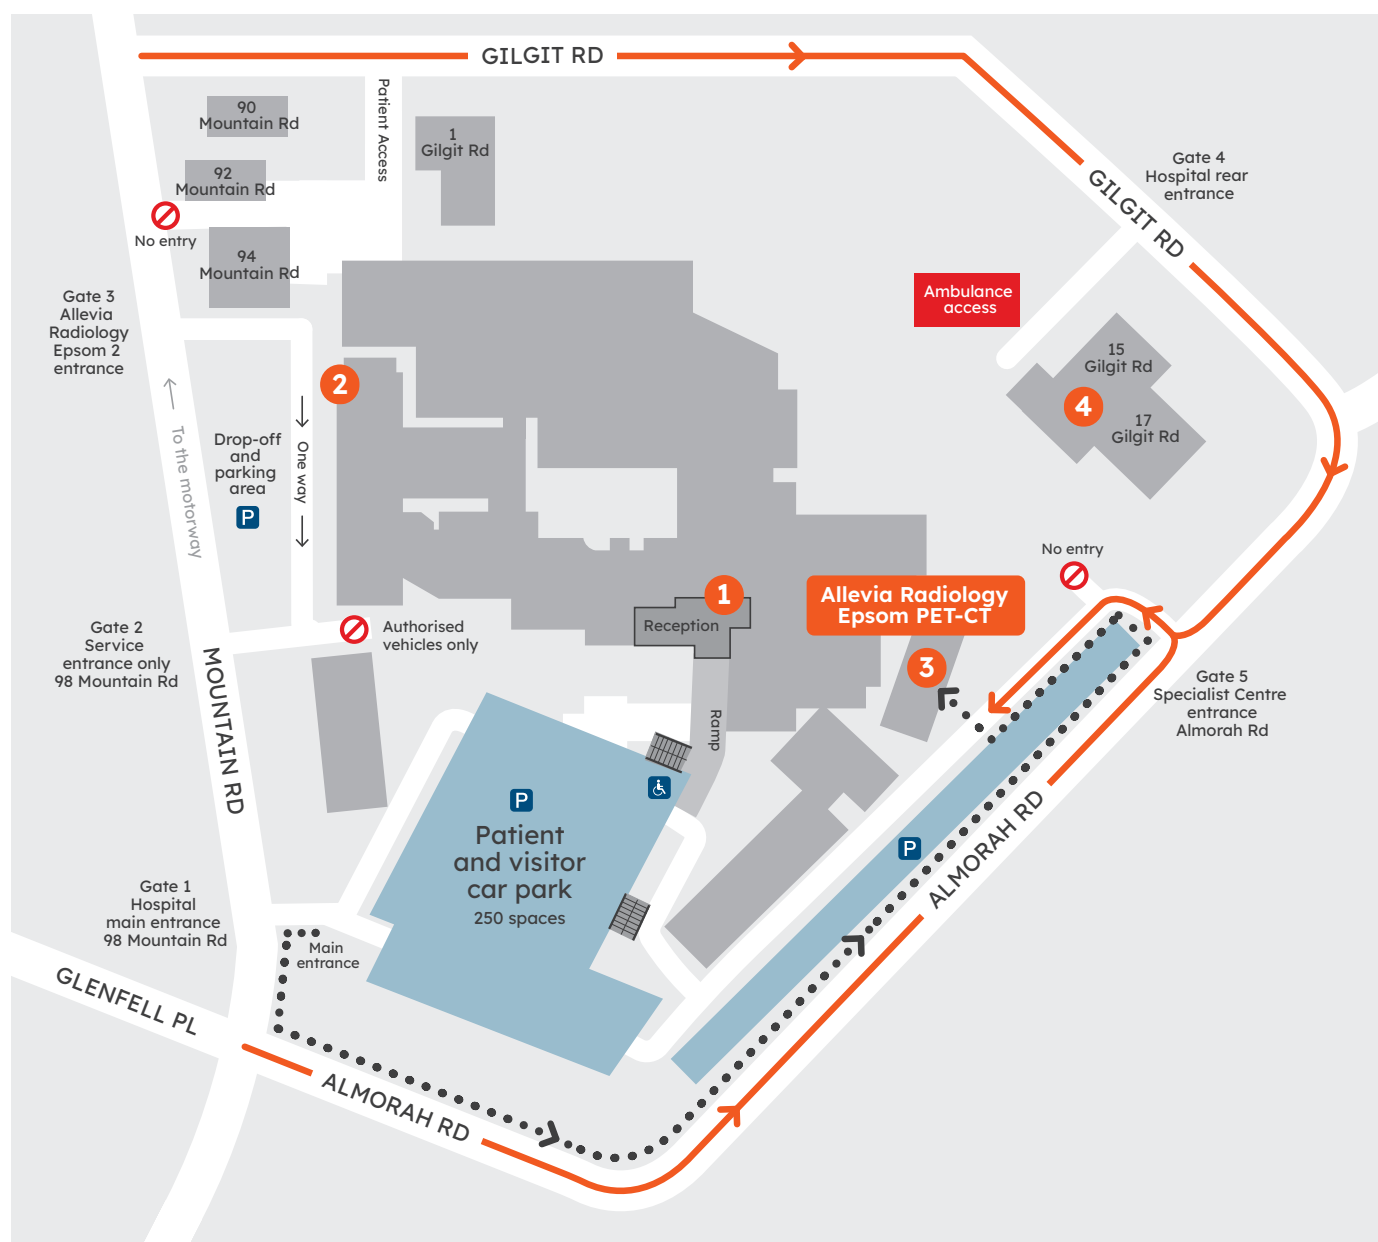 GILGIT RD
Patient Access
90
Mountain Rd
1
Gilgit Rd
92
Mountain Rd
No entry
94
Mountain Rd
Gate 4
Hospital rear
entrance
GILGIT RD
Gate 3
Allevia
Radiology
Epsom 2
entrance
Ambulance
access
2
15
Gilgit Rd
4
17
Gilgit Rd
To the motorway
Drop-off
and
parking
area
P
One way
No entry
1
Allevia Radiology
Epsom PET-CT
Reception
3
Authorised
vehicles only
Gate 2
Service
entrance only
98 Mountain Rd
MOUNTAIN RD
Gate 5
Specialist Centre
entrance
Almorah Rd
Ramp
P
Patient
and visitor
car park
250 spaces
P
ALMORAH RD
Gate 1
Hospital
main entrance
98 Mountain Rd
Main
entrance
GLENFELL PL
ALMORAH RD